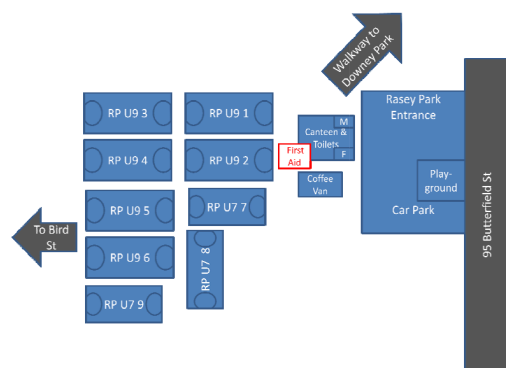 Walkway to
Downey Park
Rasey Park
Entrance
RP U9 3
RP U9 1
M
Canteen &
Toilets
F
First
Aid
RP U9 4
RP U9 2
Coffee
Van
Play-
ground
Car Park
95 Butterfield St
RP U9 5
RP U7 7
To Bird
St
RP U9 6
RP U7 8
RP U7 9